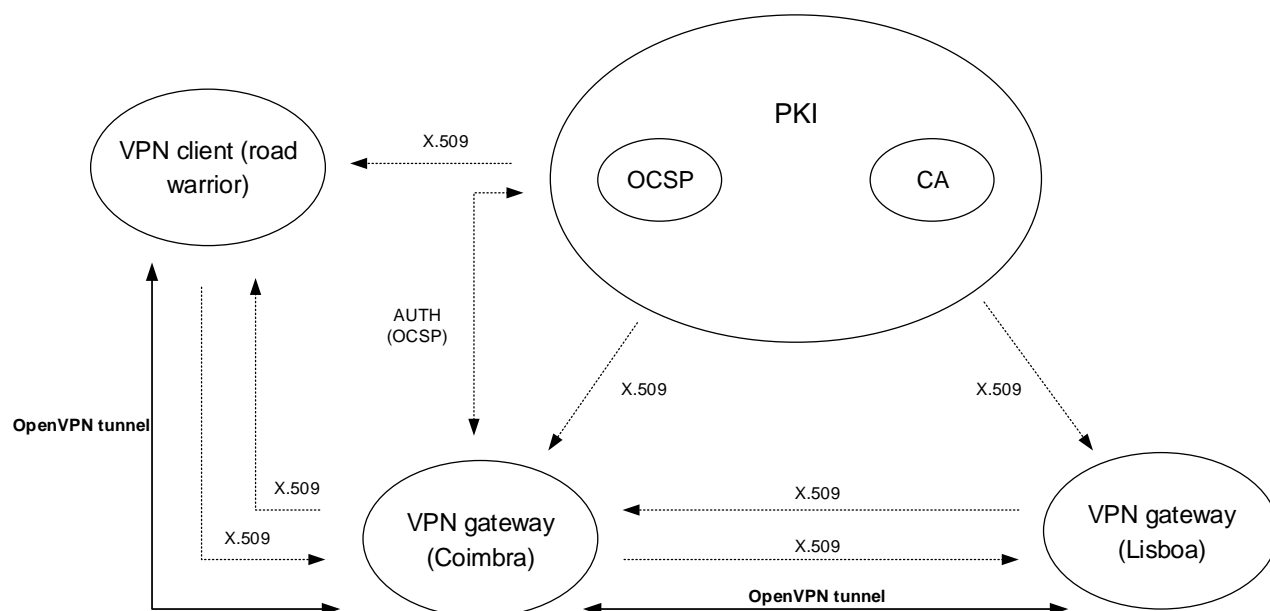 PKI
VPN client (road
warrior)
X.509
OCSP
CA
AUTH
(OCSP)
X.509
X.509
OpenVPN tunnel
X.509
X.509
VPN gateway
(Coimbra)
X.509
X.509
VPN gateway
(Lisboa)
OpenVPN tunnel